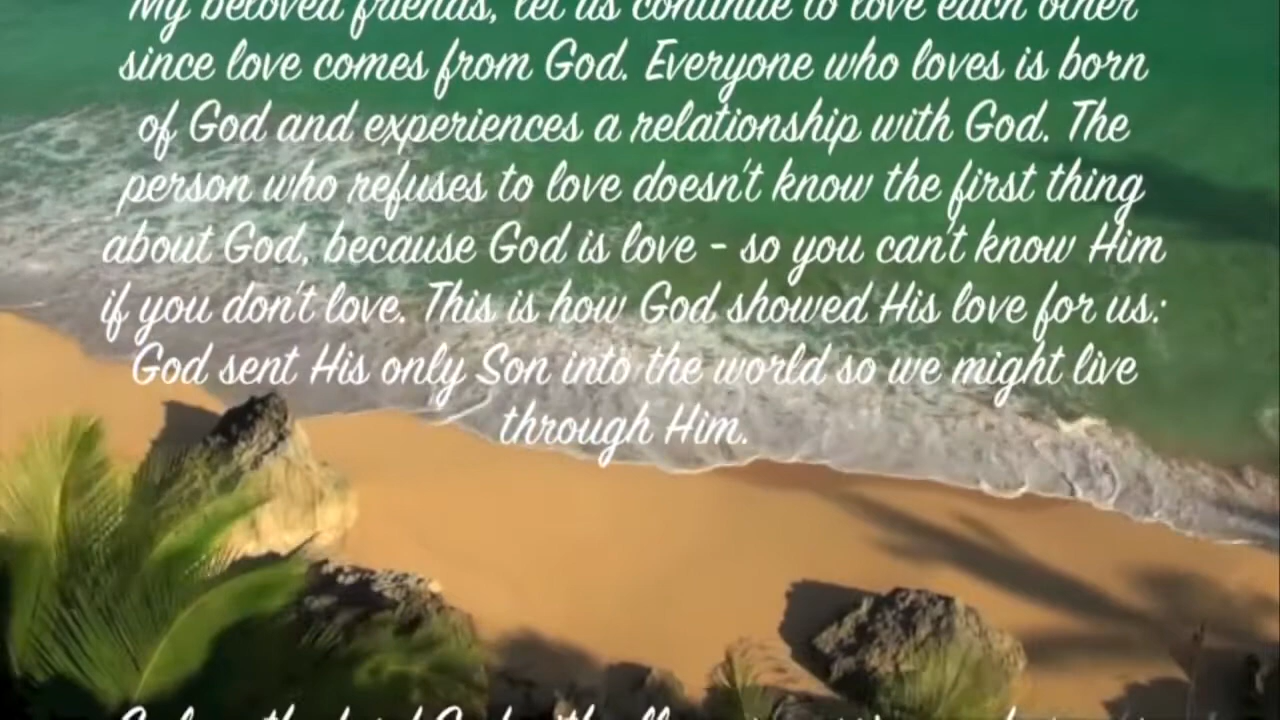 My beloved friends, let us continue to love each other
since love comes from God. Everyone who loves is born
of God and experiences a relationship with God. The
person who refuses to love doesn't know the first thing
about God, because God is love - so you can't know Him
if you don't love. This is how God showed His love for us:
God sent His only Son into the world so we might live
through Him.